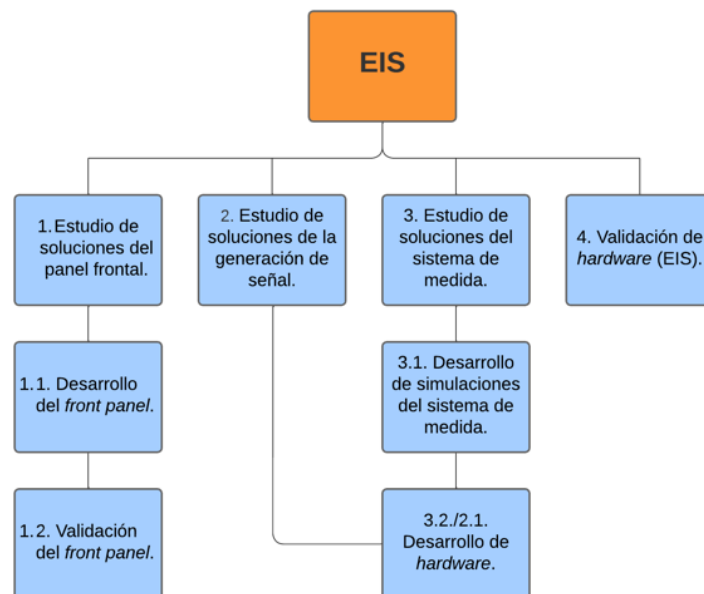 EIS
1. Estudio de
soluciones del
panel frontal.
2. Estudio de
soluciones de la
generación de
señal.
3. Estudio de
soluciones del
sistema de
medida.
4. Validación de
hardware (EIS).
1.1. Desarrollo
del front panel.
3.1. Desarrollo
de simulaciones
del sistema de
medida.
1.2. Validación
del front panel.
3.2./2.1.
Desarrollo de
hardware.